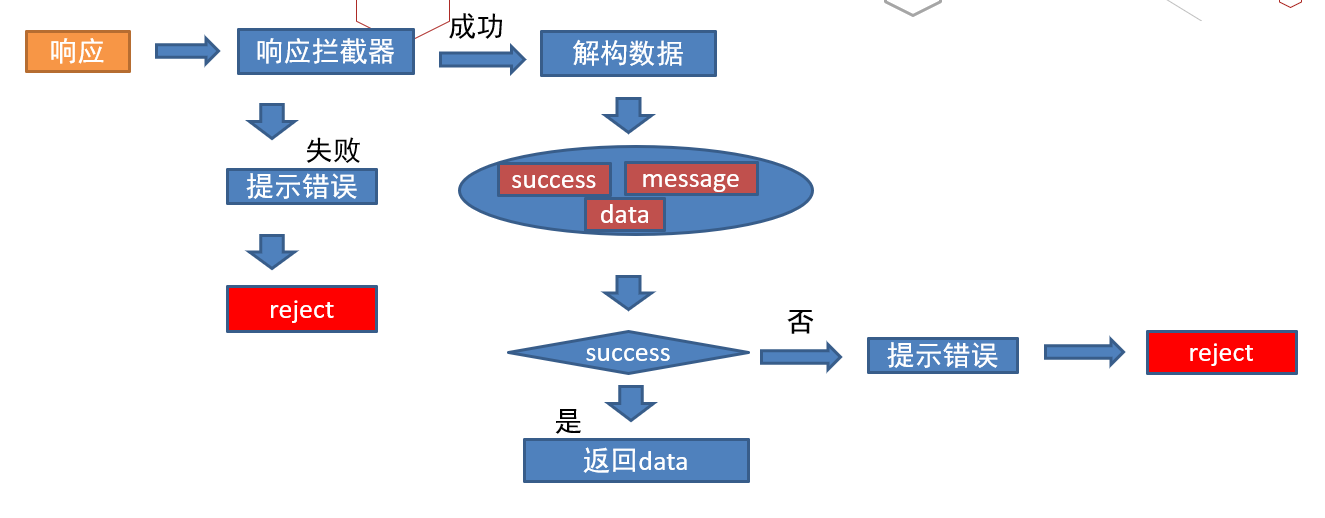 响应
响应拦截器
成功
解构数据
失败
提示错误
reject
success
message
data
success
否
提示错误
reject
是
返回data